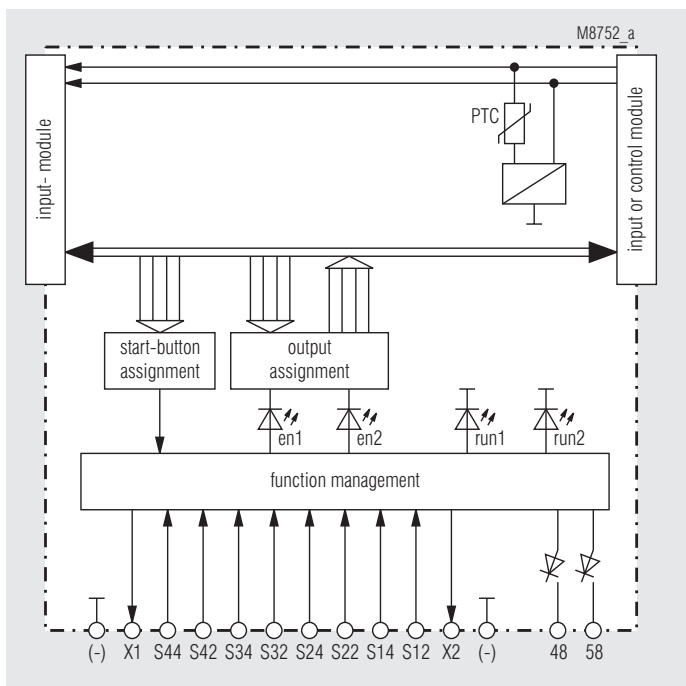 M8752_a
input- module
PTC
input or control module
start-button
assignment
output
assignment
en1
en2
run1
run2
function management
(-) X1 S44 S42 S34 S32 S24 S22 S14 S12 X2 (-) 48 58